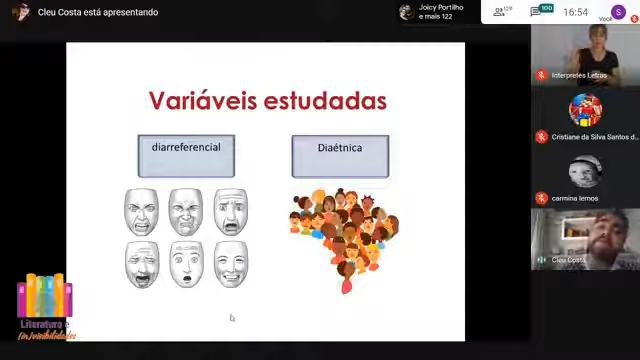 Cleu Costa está apresentando
Joicy Portilho
e mais 122
129
100
16:54
Você
S
Variáveis estudadas
diarreferencial
Diaétnica
Intérpretes Letras
Cristiane da Silva Santos d...
carmina lemos
Cleu Costa
Literatura e
(in)visibilidades